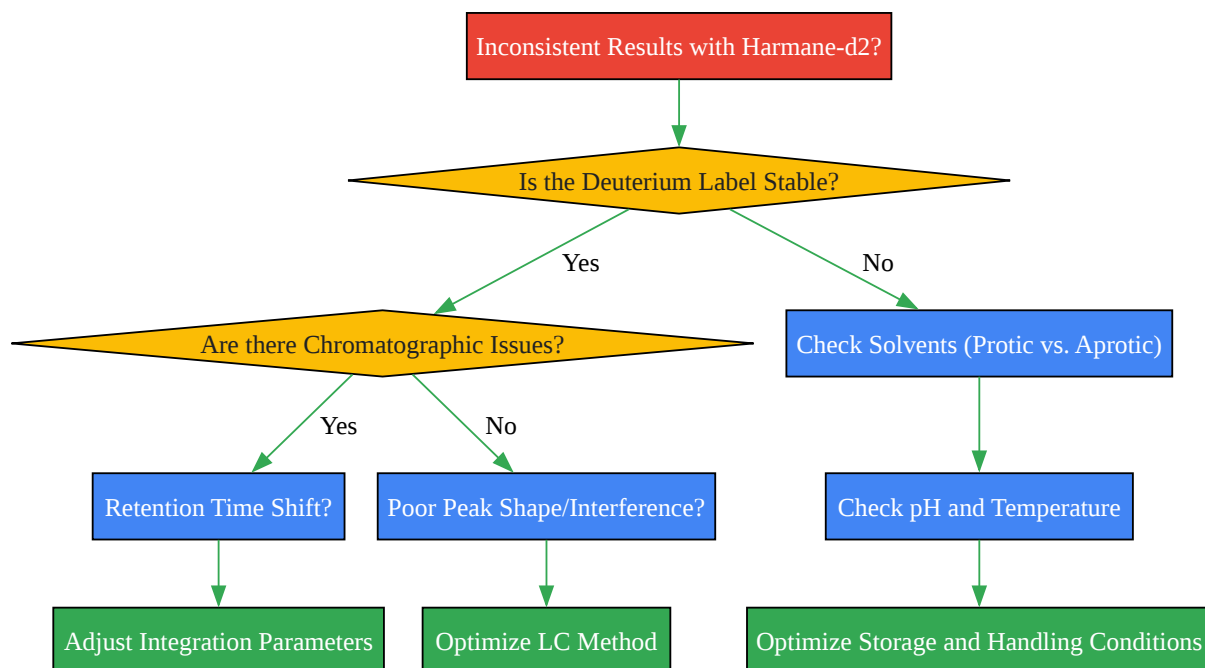 Inconsistent Results with Harmane-d2?
Is the Deuterium Label Stable?
Yes
No
Are there Chromatographic Issues?
Check Solvents (Protic vs. Aprotic)
Yes
No
Retention Time Shift?
Poor Peak Shape/Interference?
Check pH and Temperature
Adjust Integration Parameters
Optimize LC Method
Optimize Storage and Handling Conditions